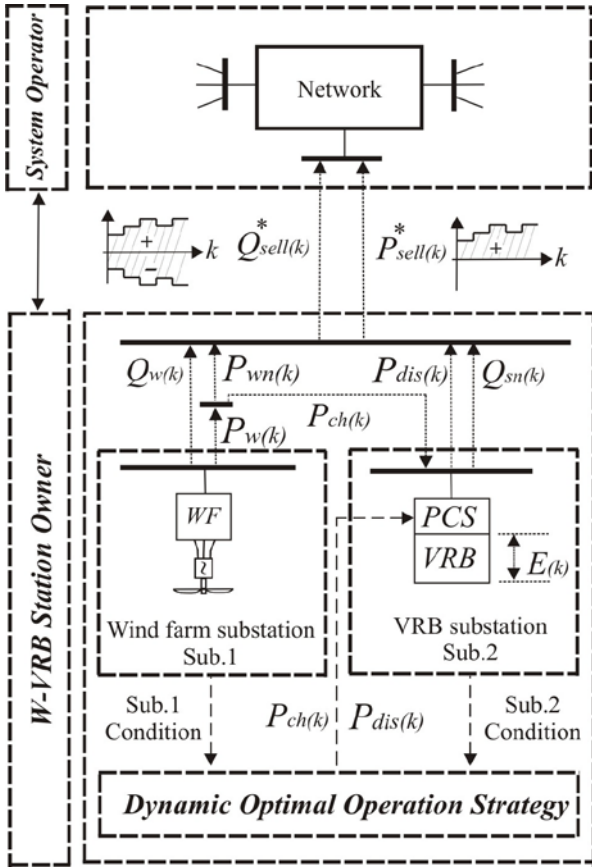 System Operator
Network
+
−
k
Q*sell(k)
P*sell(k)
+
k
W-VRB Station Owner
Qw(k)
Pwn(k)
Pdis(k)
Qsn(k)
Pw(k)
Pch(k)
WF
~
PCS
VRB
E(k)
Wind farm substation
Sub.1
VRB substation
Sub.2
Sub.1
Condition
Pch(k)
Pdis(k)
Sub.2
Condition
Dynamic Optimal Operation Strategy